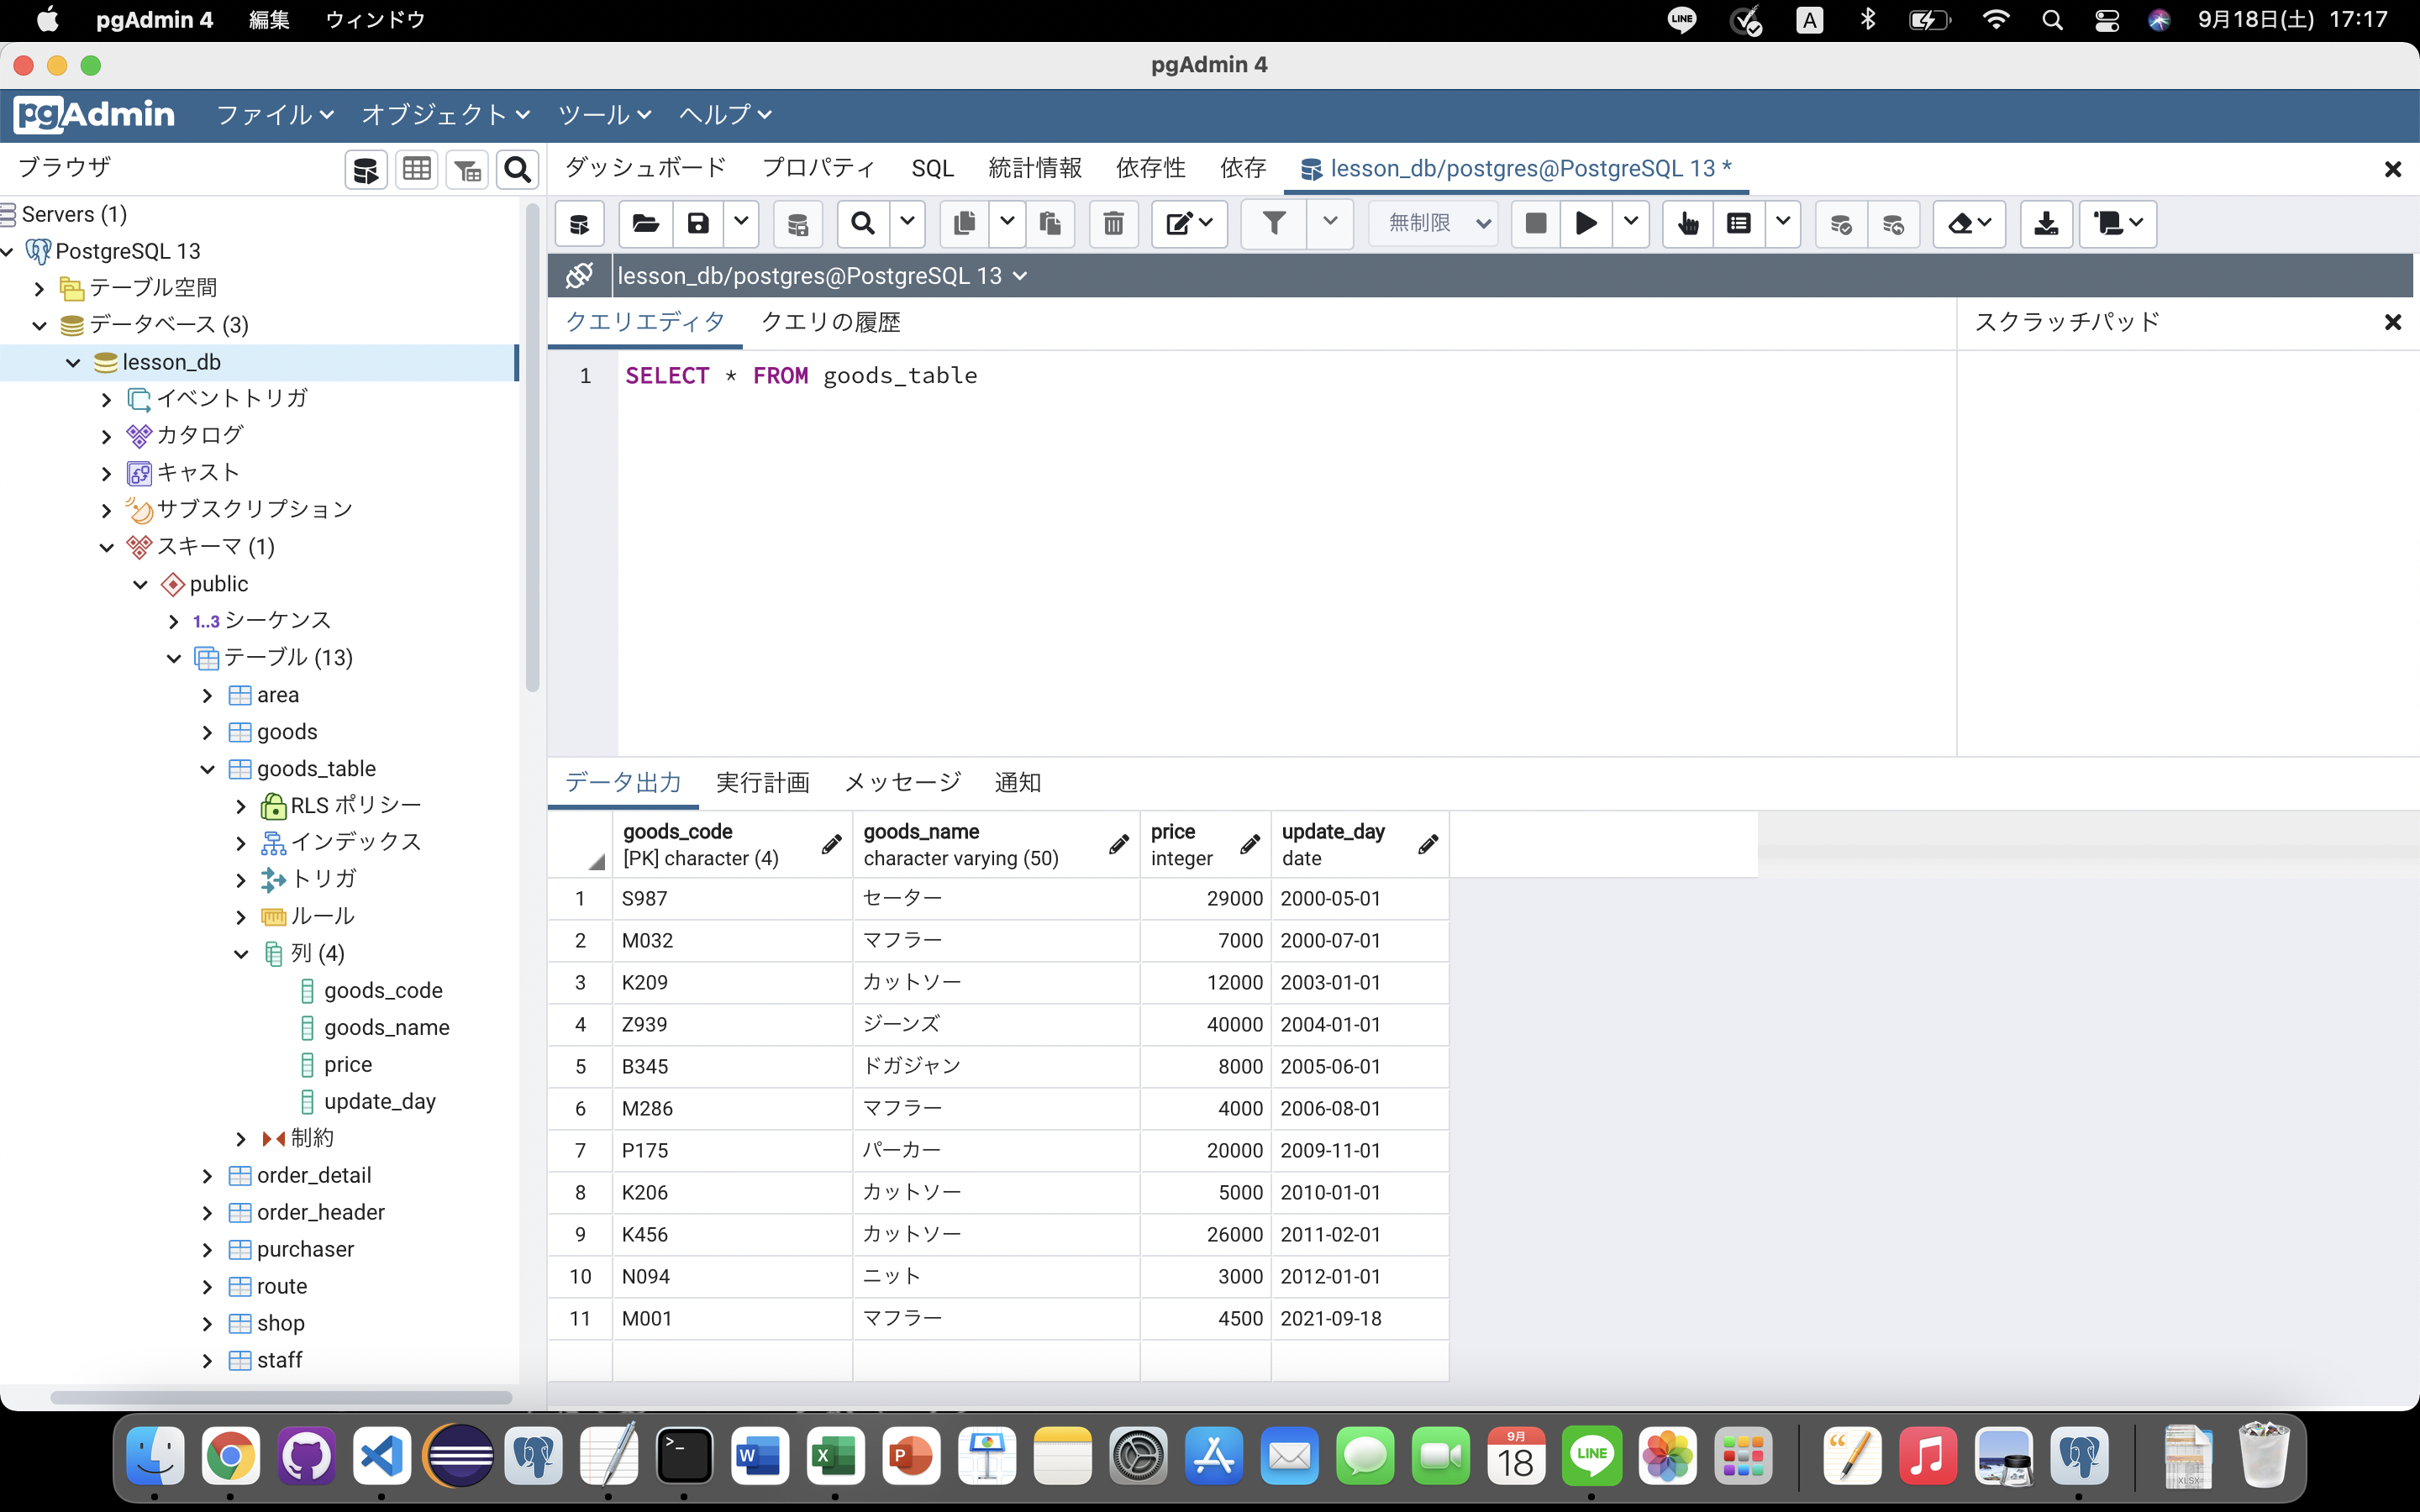 pgAdmin 4 編集 ウィンドウ LINE A 9月18日(土) 17:17
pgAdmin 4
pgAdmin ファイル オブジェクト ツール ヘルプ
ブラウザ
ダッシュボード プロパティ SQL 統計情報 依存性 依存 lesson_db/postgres@PostgreSQL 13 *
無制限
lesson_db/postgres@PostgreSQL 13
クエリエディタ クエリの履歴 スクラッチパッド
1 SELECT * FROM goods_table
Servers (1)
PostgreSQL 13
テーブル空間
データベース (3)
lesson_db
イベントトリガ
カタログ
キャスト
サブスクリプション
スキーマ (1)
public
1..3 シーケンス
テーブル (13)
area
goods
goods_table
RLS ポリシー
インデックス
トリガ
ルール
列 (4)
goods_code
goods_name
price
update_day
制約
order_detail
order_header
purchaser
route
shop
staff
データ出力 実行計画 メッセージ 通知
goods_code goods_name price update_day
[PK] character (4) character varying (50) integer date
1 S987 セーター 29000 2000-05-01
2 M032 マフラー 7000 2000-07-01
3 K209 カットソー 12000 2003-01-01
4 Z939 ジーンズ 40000 2004-01-01
5 B345 ドガジャン 8000 2005-06-01
6 M286 マフラー 4000 2006-08-01
7 P175 パーカー 20000 2009-11-01
8 K206 カットソー 5000 2010-01-01
9 K456 カットソー 26000 2011-02-01
10 N094 ニット 3000 2012-01-01
11 M001 マフラー 4500 2021-09-18
>_ W X P 9月 18 LINE XLSX